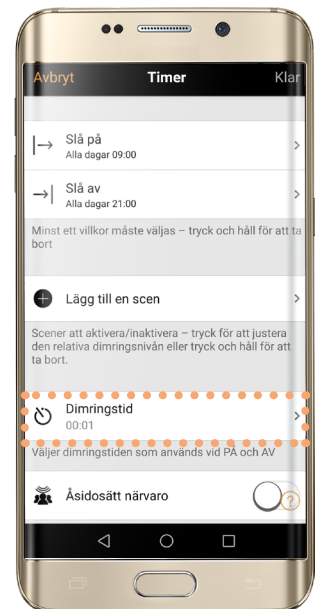 Avbryt Timer Klar
Slå på
Alla dagar 09:00
Slå av
Alla dagar 21:00
Minst ett villkor måste väljas – tryck och håll för att ta
bort
Lägg till en scen
Scener att aktivera/inaktivera – tryck för att justera
den relativa dimringsnivån eller tryck och håll för att
ta bort.
Dimringstid
00:01
Väljer dimringstiden som används vid PÅ och AV
Åsidosätt närvaro ?